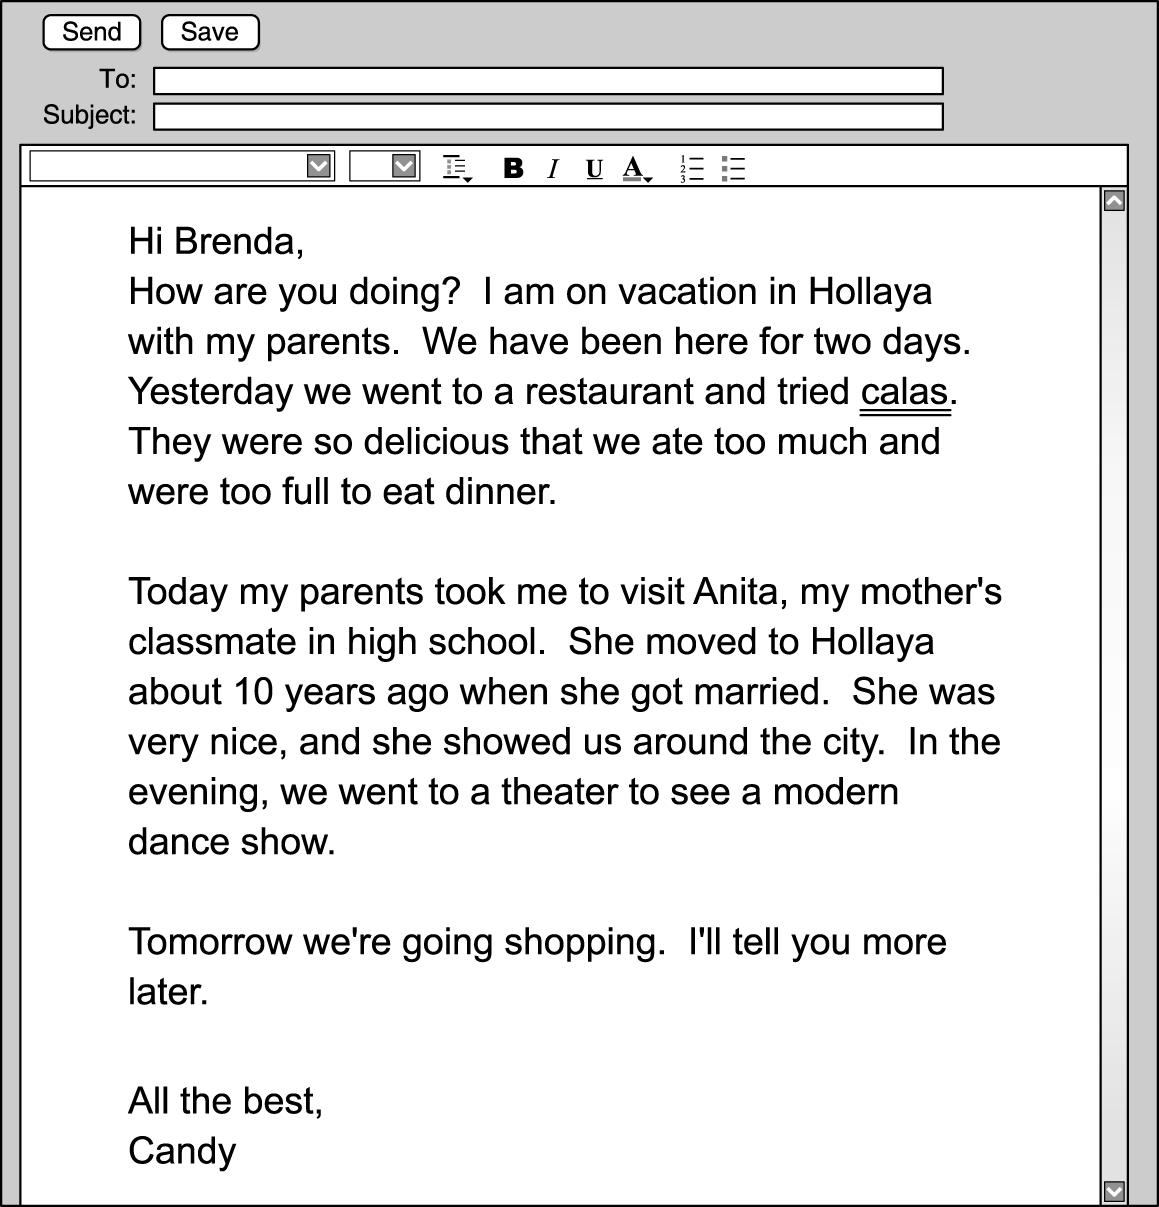 Send Save
To:
Subject:
B I U A
Hi Brenda,
How are you doing?  I am on vacation in Hollaya
with my parents.  We have been here for two days.
Yesterday we went to a restaurant and tried calas.
They were so delicious that we ate too much and
were too full to eat dinner.
Today my parents took me to visit Anita, my mother's
classmate in high school.  She moved to Hollaya
about 10 years ago when she got married.  She was
very nice, and she showed us around the city.  In the
evening, we went to a theater to see a modern
dance show.
Tomorrow we're going shopping.  I'll tell you more
later.
All the best,
Candy